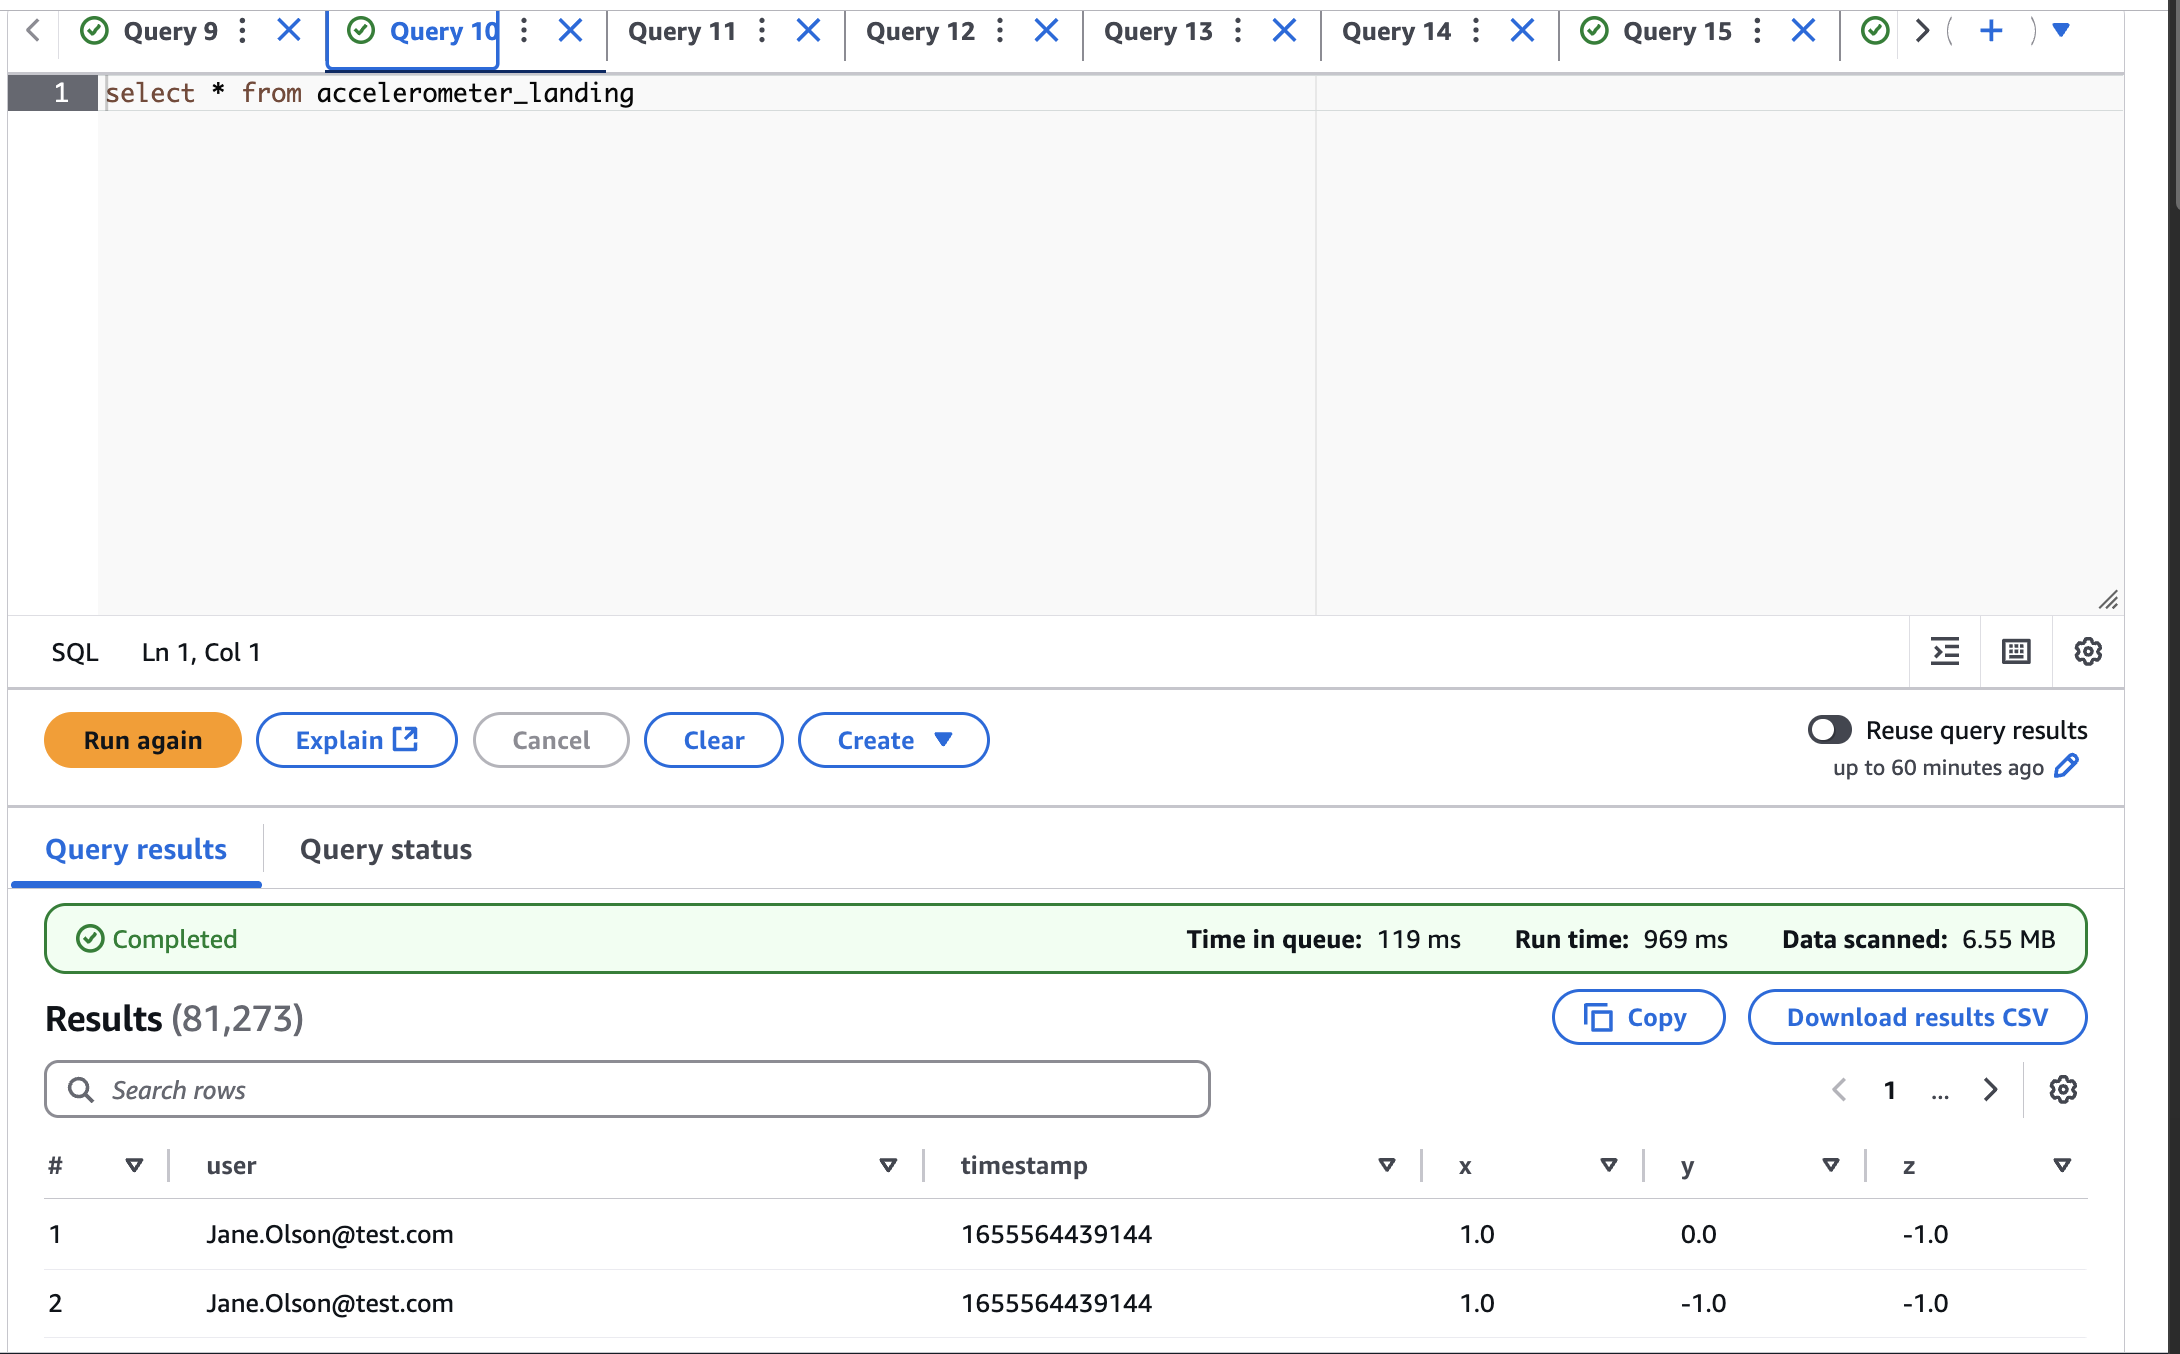 Query 9 Query 10 Query 11 Query 12 Query 13 Query 14 Query 15
1 select * from accelerometer_landing
SQL Ln 1, Col 1
Run again Explain Cancel Clear Create Reuse query results
up to 60 minutes ago
Query results Query status
Completed Time in queue: 119 ms Run time: 969 ms Data scanned: 6.55 MB
Results (81,273) Copy Download results CSV
Search rows 1 ...
# user timestamp x y z
1 Jane.Olson@test.com 1655564439144 1.0 0.0 -1.0
2 Jane.Olson@test.com 1655564439144 1.0 -1.0 -1.0